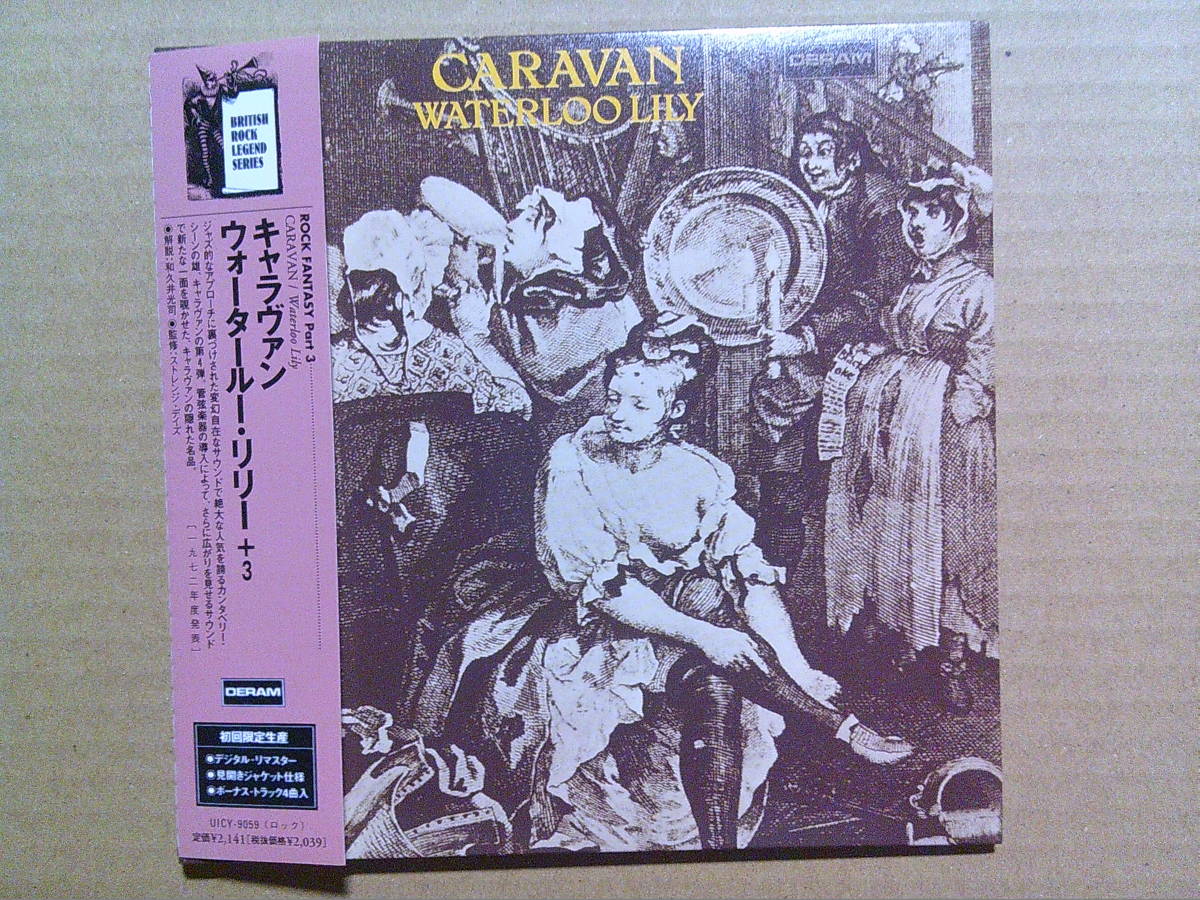 BRITISH
ROCK
LEGEND
SERIES
ROCK FANTASY Part 3
CARAVAN / Waterloo Lily
キャラヴァン
ウォータールー・リリー +3
ジャズ的なアプローチに裏づけされた変幻自在なサウンドで絶大な人気を誇るカンタベリー・
シーンの雄、キャラヴァンの第4弾。管弦楽器の導入によって、さらに広がりを見せるサウンド
で新たな一面を覗かせた、キャラヴァンの隠れた名品。
[一九七二年度発表]
●解説:和久井光司 ●監修:ストレンジ・デイズ
DERAM
初回限定生産
●デジタル・リマスター
●見開きジャケット仕様
●ボーナス・トラック4曲入
UICY-9059 (ロック)
定価¥2,141[税抜価格¥2,039]
CARAVAN
WATERLOO LILY
DERAM